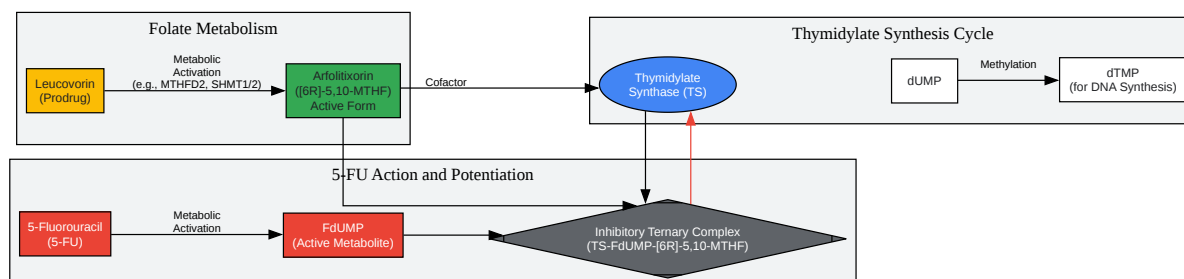 Folate Metabolism
Leucovorin
(Prodrug)
Metabolic
Activation
(e.g., MTHFD2, SHMT1/2)
Arfolitixorin
([6R]-5,10-MTHF)
Active Form
Cofactor
Thymidylate Synthesis Cycle
Thymidylate
Synthase (TS)
dUMP
Methylation
dTMP
(for DNA Synthesis)
5-FU Action and Potentiation
5-Fluorouracil
(5-FU)
Metabolic
Activation
FdUMP
(Active Metabolite)
Inhibitory Ternary Complex
(TS-FdUMP-[6R]-5,10-MTHF)